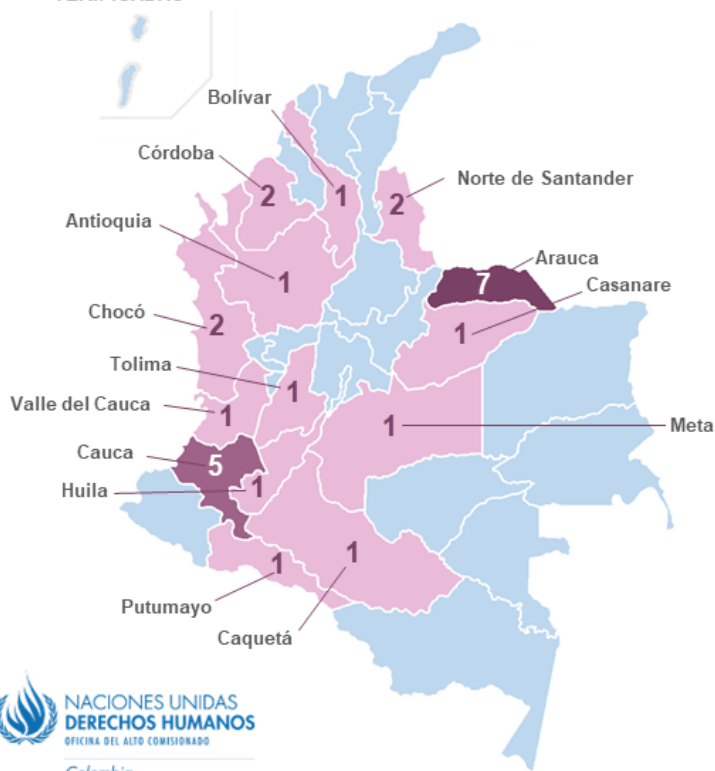 Bolívar
Córdoba
2
1
Norte de Santander
2
Antioquia
Arauca
7
Casanare
1
Chocó
2
1
Tolima
1
Valle del Cauca
1
1
Meta
Cauca
5
Huila
1
1
1
Putumayo
Caquetá
NACIONES UNIDAS
DERECHOS HUMANOS
OFICINA DEL ALTO COMISIONADO
Colombia